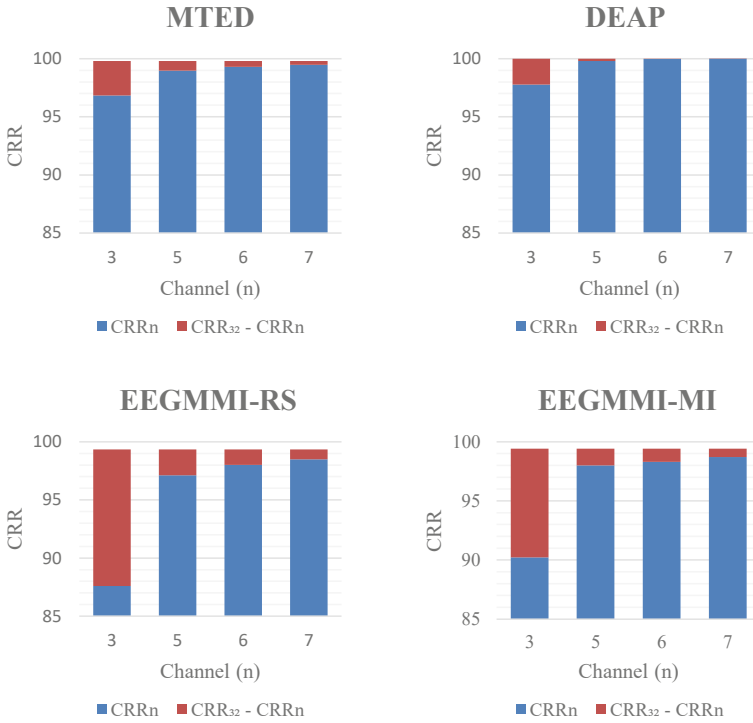 MTED
100
95
90
85
CRR
3 5 6 7
Channel (n)
CRRn CRR₃₂ - CRRn
DEAP
100
95
90
85
CRR
3 5 6 7
Channel (n)
CRRn CRR₃₂ - CRRn
EEGMMI-RS
100
95
90
85
CRR
3 5 6 7
Channel (n)
CRRn CRR₃₂ - CRRn
EEGMMI-MI
100
95
90
85
CRR
3 5 6 7
Channel (n)
CRRn CRR₃₂ - CRRn